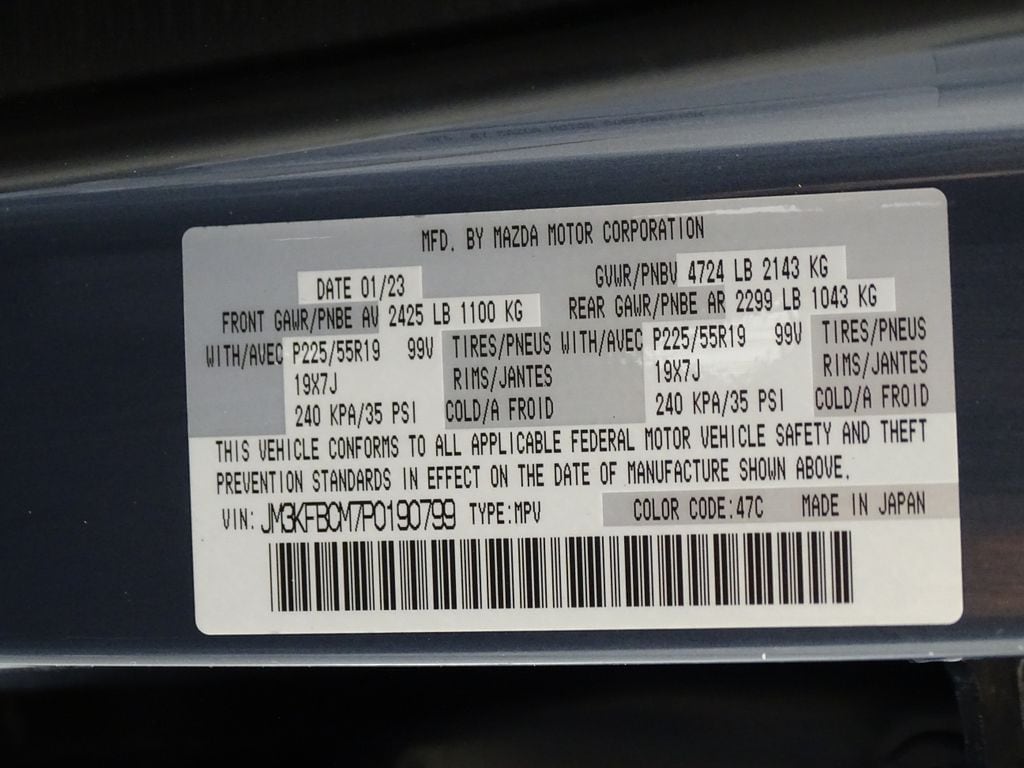 MFD. BY MAZDA MOTOR CORPORATION
DATE 01/23 GVWR/PNBV 4724 LB 2143 KG
FRONT GAWR/PNBE AV 2425 LB 1100 KG REAR GAWR/PNBE AR 2299 LB 1043 KG
WITH/AVEC P225/55R19 99V TIRES/PNEUS WITH/AVEC P225/55R19 99V TIRES/PNEUS
19X7J RIMS/JANTES 19X7J RIMS/JANTES
240 KPA/35 PSI COLD/A FROID 240 KPA/35 PSI COLD/A FROID
THIS VEHICLE CONFORMS TO ALL APPLICABLE FEDERAL MOTOR VEHICLE SAFETY AND THEFT
PREVENTION STANDARDS IN EFFECT ON THE DATE OF MANUFACTURE SHOWN ABOVE.
VIN: JM3KFBCM7P0190799 TYPE:MPV COLOR CODE:47C MADE IN JAPAN